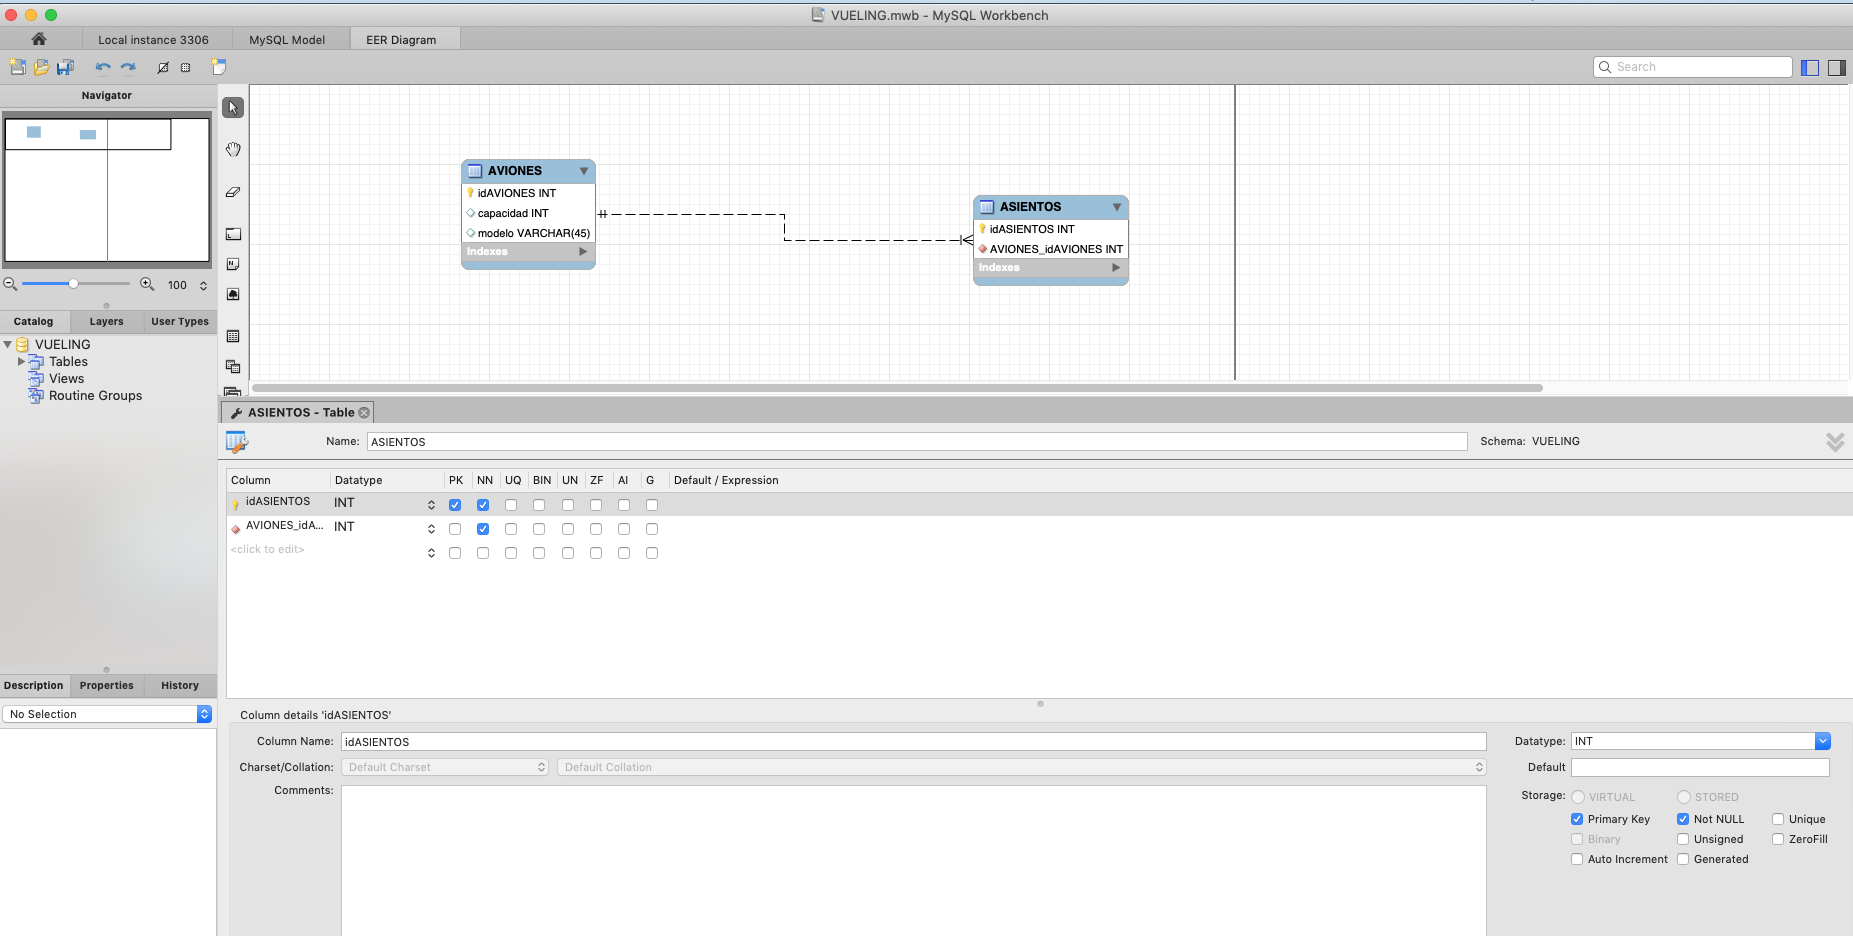 VUELING.mwb - MySQL Workbench
Local instance 3306 MySQL Model EER Diagram
Search
Navigator
AVIONES
idAVIONES INT
capacidad INT
modelo VARCHAR(45)
Indexes
ASIENTOS
idASIENTOS INT
AVIONES_idAVIONES INT
Indexes
100
Catalog Layers User Types
VUELING
Tables
Views
Routine Groups
ASIENTOS - Table
Name: ASIENTOS Schema: VUELING
Column Datatype PK NN UQ BIN UN ZF AI G Default / Expression
idASIENTOS INT
AVIONES_idA... INT
<click to edit>
Description Properties History
No Selection
Column details 'idASIENTOS'
Column Name: idASIENTOS Datatype: INT
Charset/Collation: Default Charset Default Collation Default
Comments: Storage: VIRTUAL STORED
Primary Key Not NULL Unique
Binary Unsigned ZeroFill
Auto Increment Generated